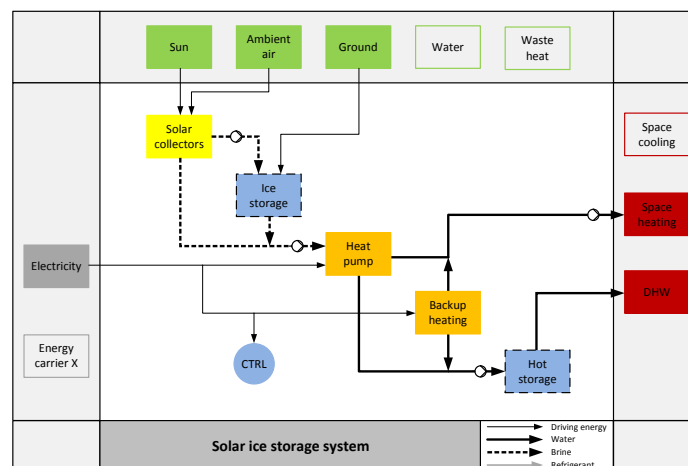 Sun
Ambient
air
Ground
Water
Waste
heat
Solar
collectors
Space
cooling
Ice
storage
Space
heating
Heat
pump
Electricity
DHW
Backup
heating
Energy
carrier X
CTRL
Hot
storage
Solar ice storage system
Driving energy
Water
Brine
Refrigerant